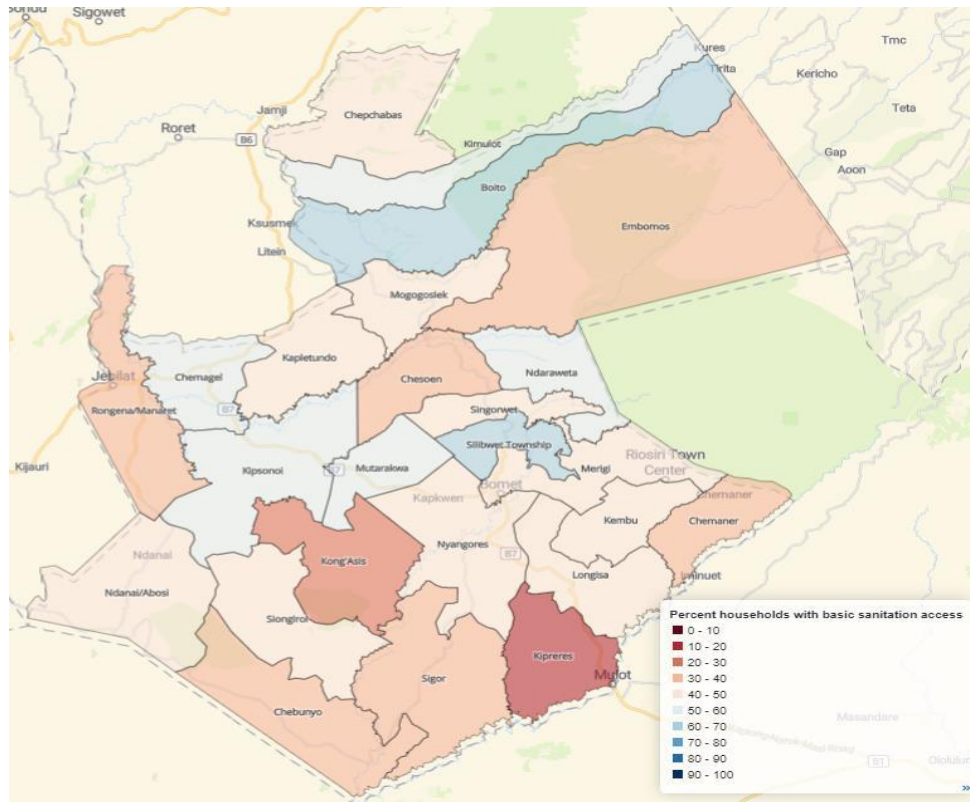 Sondu
Sigowet
Kures
Tmc
Tirita
Kericho
Teta
Chepchabas
Jamji
Roret
B6
Kimulot
Gap
Aoon
Boito
Ksusmek
Litein
Embomos
Mogogosiek
Kapletundo
Chemagel
Jebilat
Rongena/Manaret
B7
Chesoen
Ndaraweta
Singorwet
Silibwet Township
Merigi
Riosiri Town
Center
Kijauri
Kipsonoi
B7
Mutarakwa
Kapkwen
Bomet
Chemaner
Kembu
Chemaner
Ndanai
Kong'Asis
Nyangores
B7
Longisa
Ndanai/Abosi
Siongiroi
Kipreres
Sigor
Mulot
Chebunyo
Percent households with basic sanitation access
0 - 10
10 - 20
20 - 30
30 - 40
40 - 50
50 - 60
60 - 70
70 - 80
80 - 90
90 - 100
Masandare
B1
»